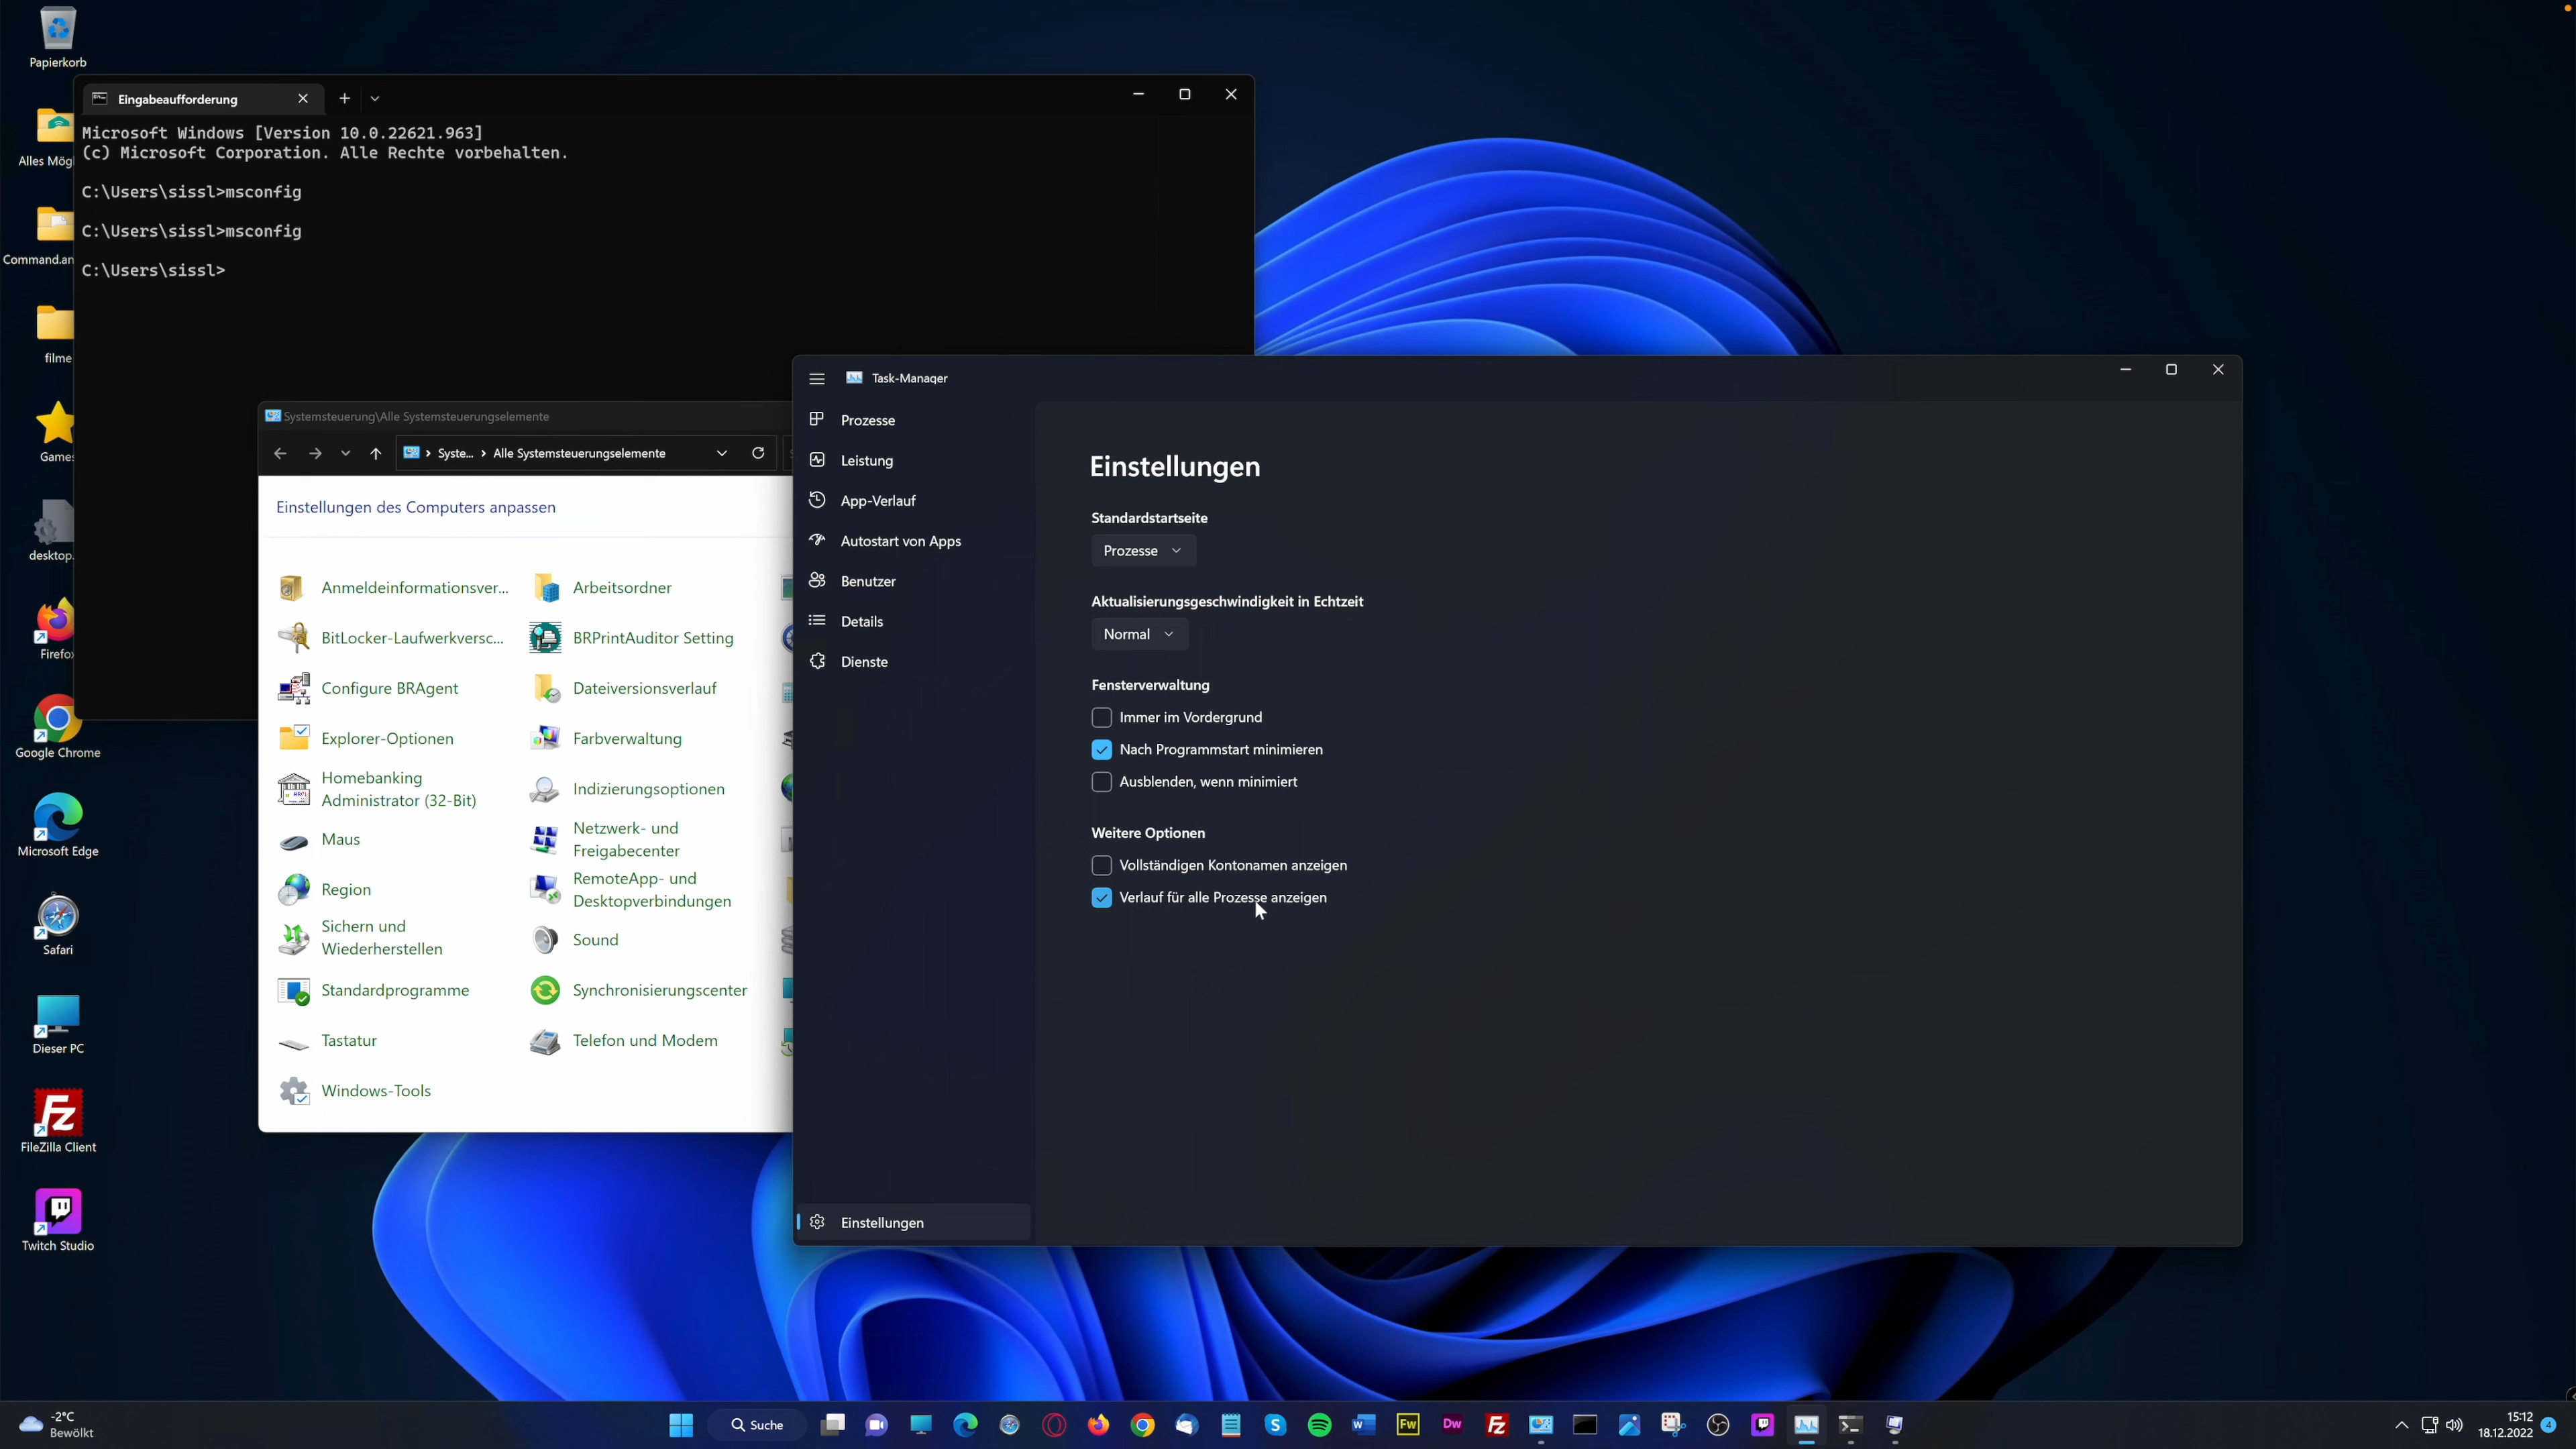 Papierkorb
Alles Mög
Command.an
filme
Games
desktop.
Firefox
Google Chrome
Microsoft Edge
Safari
Dieser PC
FileZilla Client
Twitch Studio
Eingabeaufforderung
Microsoft Windows [Version 10.0.22621.963]
(c) Microsoft Corporation. Alle Rechte vorbehalten.
C:\Users\sissl>msconfig
C:\Users\sissl>msconfig
C:\Users\sissl>
Systemsteuerung\Alle Systemsteuerungselemente
Syste... › Alle Systemsteuerungselemente
Einstellungen des Computers anpassen
Anmeldeinformationsver...
Arbeitsordner
BitLocker-Laufwerkversc...
BRPrintAuditor Setting
Configure BRAgent
Dateiversionsverlauf
Explorer-Optionen
Farbverwaltung
Homebanking
Administrator (32-Bit)
Indizierungsoptionen
Maus
Netzwerk- und
Freigabecenter
Region
RemoteApp- und
Desktopverbindungen
Sichern und
Wiederherstellen
Sound
Standardprogramme
Synchronisierungscenter
Tastatur
Telefon und Modem
Windows-Tools
Task-Manager
Prozesse
Leistung
App-Verlauf
Autostart von Apps
Benutzer
Details
Dienste
Einstellungen
Einstellungen
Standardstartseite
Prozesse
Aktualisierungsgeschwindigkeit in Echtzeit
Normal
Fensterverwaltung
Immer im Vordergrund
Nach Programmstart minimieren
Ausblenden, wenn minimiert
Weitere Optionen
Vollständigen Kontonamen anzeigen
Verlauf für alle Prozesse anzeigen
-2°C
Bewölkt
Suche
Fw
Dw
15:12
18.12.2022
4